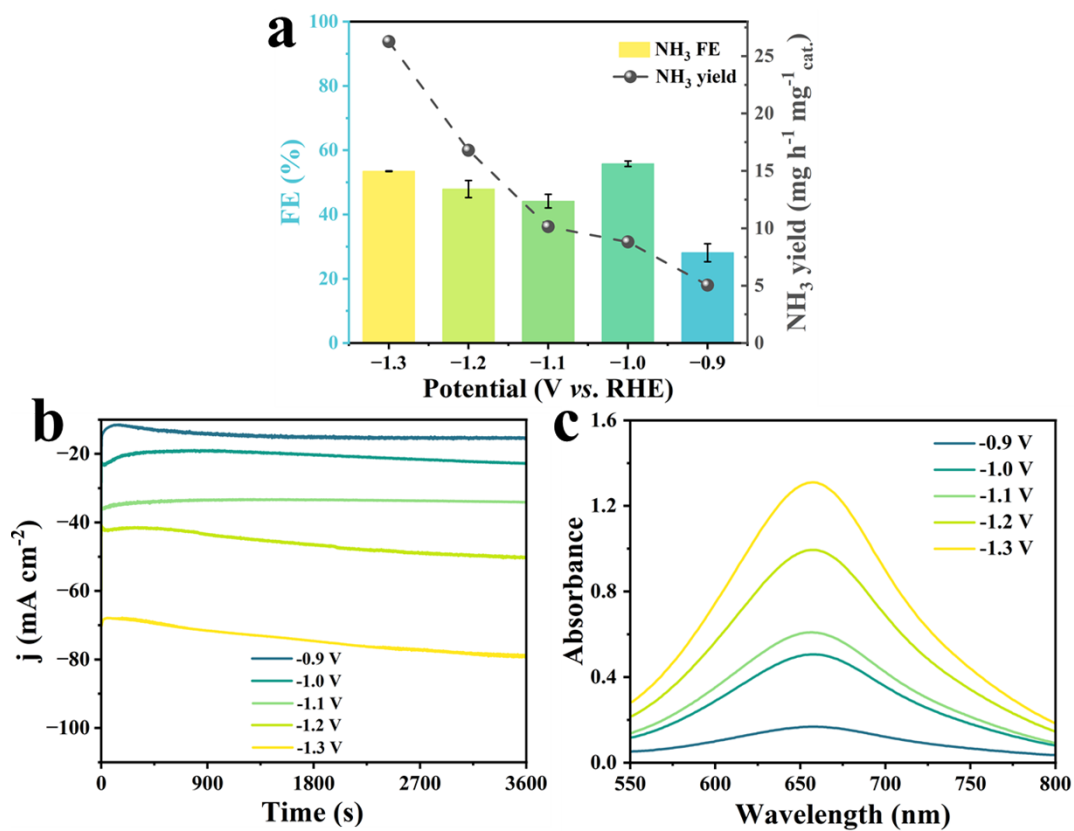 a
100
80
60
40
20
0
FE (%)
NH₃ FE
NH₃ yield
25
20
15
10
5
0
NH₃ yield (mg h⁻¹ mg⁻¹cat.)
−1.3 −1.2 −1.1 −1.0 −0.9
Potential (V vs. RHE)
b
−20
−40
−60
−80
−100
j (mA cm⁻²)
-0.9 V
-1.0 V
-1.1 V
-1.2 V
-1.3 V
0 900 1800 2700 3600
Time (s)
c
1.6
1.2
0.8
0.4
0.0
Absorbance
-0.9 V
-1.0 V
-1.1 V
-1.2 V
-1.3 V
550 600 650 700 750 800
Wavelength (nm)